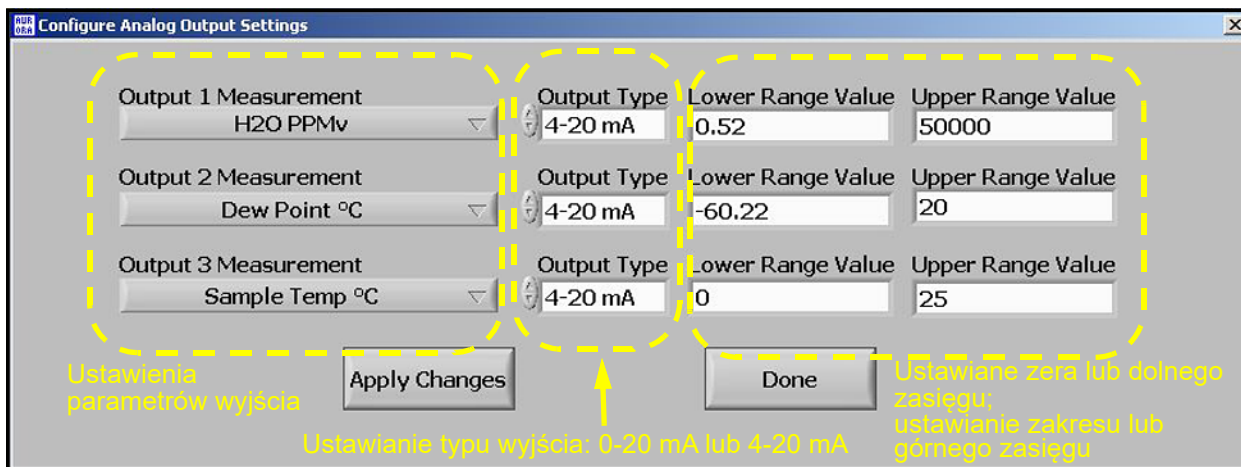 AUR ORA Configure Analog Output Settings
Output 1 Measurement Output Type Lower Range Value Upper Range Value
H2O PPMv 4-20 mA 0.52 50000
Output 2 Measurement Output Type Lower Range Value Upper Range Value
Dew Point ºC 4-20 mA -60.22 20
Output 3 Measurement Output Type Lower Range Value Upper Range Value
Sample Temp ºC 4-20 mA 0 25
Ustawienia
parametrów wyjścia
Apply Changes
Done
Ustawiane zera lub dolnego
zasięgu;
ustawianie zakresu lub
górnego zasięgu
Ustawianie typu wyjścia: 0-20 mA lub 4-20 mA